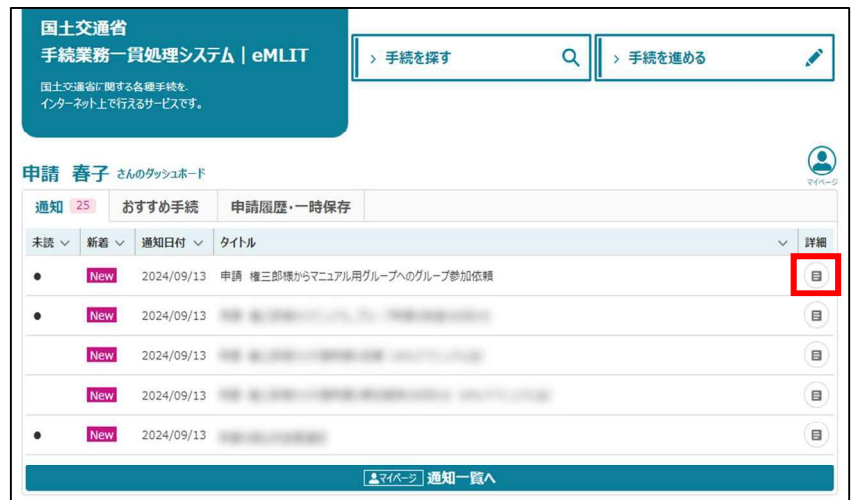 国土交通省
手続業務一貫処理システム | eMLIT
国土交通省に関する各種手続を、
インターネット上で行えるサービスです。
> 手続を探す
> 手続を進める
申請 春子 さんのダッシュボード
マイページ
通知 25 おすすめ手続 申請履歴・一時保存
未読 新着 通知日付 タイトル 詳細
● New 2024/09/13 申請 権三郎様からマニュアル用グループへのグループ参加依頼
● New 2024/09/13
New 2024/09/13
New 2024/09/13
● New 2024/09/13
マイページ 通知一覧へ